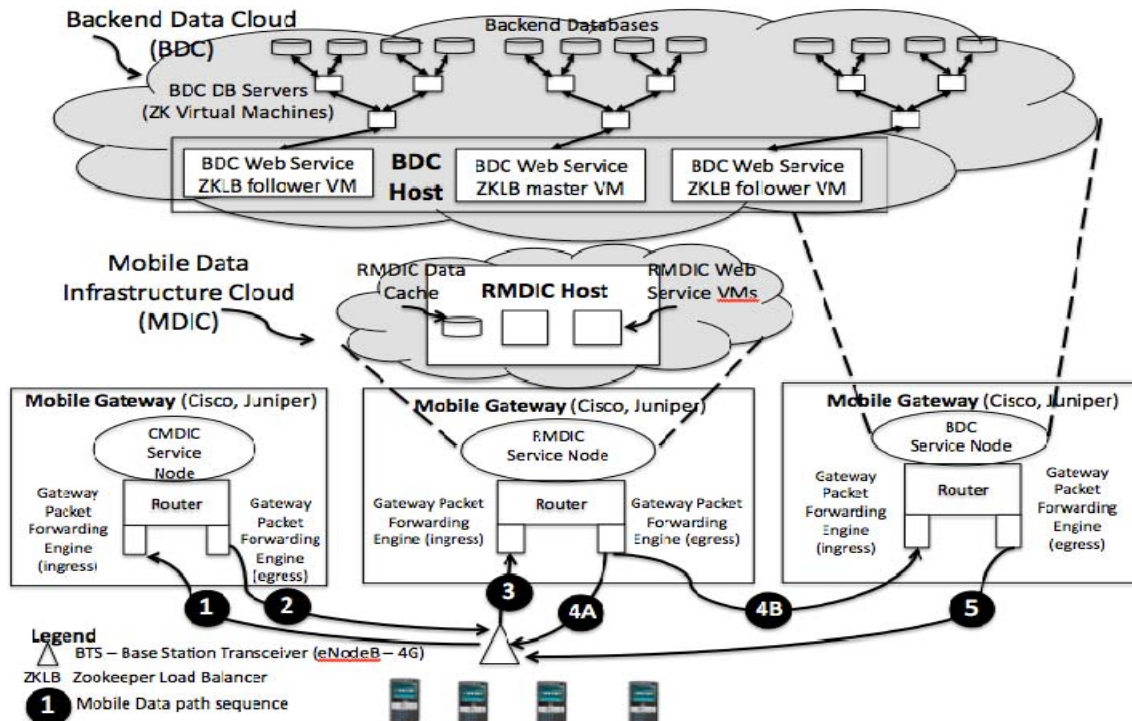 Backend Data Cloud
(BDC)
Backend Databases
BDC DB Servers
(ZK Virtual Machines)
BDC Web Service
ZKLB follower VM
BDC
Host
BDC Web Service
ZKLB master VM
BDC Web Service
ZKLB follower VM
Mobile Data
Infrastructure Cloud
(MDIC)
RMDIC Data
Cache
RMDIC Host
RMDIC Web
Service VMs
Mobile Gateway (Cisco, Juniper)
CMDIC
Service
Node
Router
Gateway
Packet
Forwarding
Engine
(ingress)
Gateway
Packet
Forwarding
Engine
(egress)
Mobile Gateway (Cisco, Juniper)
RMDIC
Service Node
Router
Gateway Packet
Forwarding
Engine (ingress)
Gateway Packet
Forwarding
Engine (egress)
Mobile Gateway (Cisco, Juniper)
BDC
Service Node
Router
Gateway
Packet
Forwarding
Engine
(ingress)
Gateway
Packet
Forwarding
Engine
(egress)
1
2
3
4A
4B
5
Legend
BTS – Base Station Transceiver (eNodeB – 4G)
ZKLB Zookeeper Load Balancer
1 Mobile Data path sequence